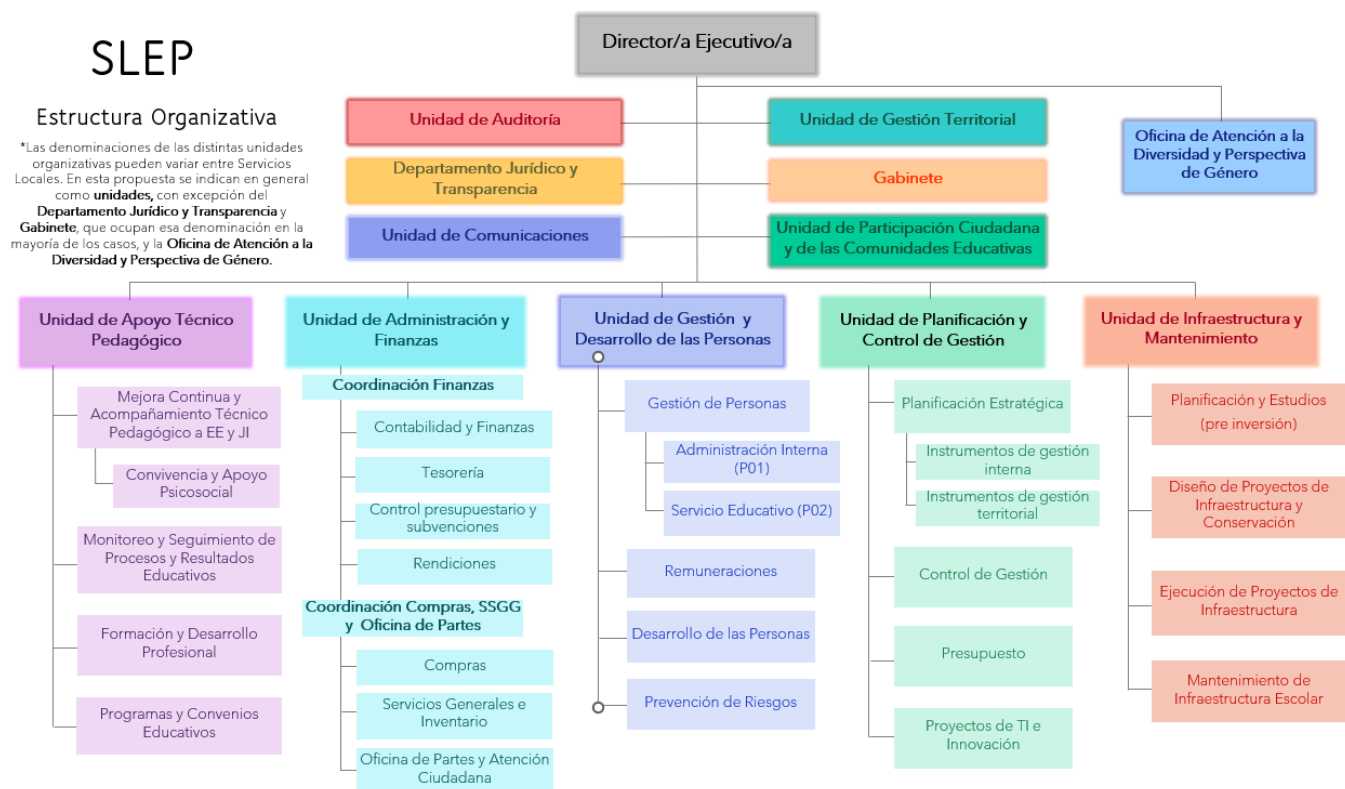 SLEP
Estructura Organizativa
*Las denominaciones de las distintas unidades
organizativas pueden variar entre Servicios
Locales. En esta propuesta se indican en general
como unidades, con excepción del
Departamento Jurídico y Transparencia y
Gabinete, que ocupan esa denominación en la
mayoría de los casos, y la Oficina de Atención a la
Diversidad y Perspectiva de Género.
Director/a Ejecutivo/a
Unidad de Auditoría
Unidad de Gestión Territorial
Departamento Jurídico y
Transparencia
Gabinete
Unidad de Comunicaciones
Unidad de Participación Ciudadana
y de las Comunidades Educativas
Oficina de Atención a la
Diversidad y Perspectiva
de Género
Unidad de Apoyo Técnico
Pedagógico
Mejora Continua y
Acompañamiento Técnico
Pedagógico a EE y JI
Convivencia y Apoyo
Psicosocial
Monitoreo y Seguimiento de
Procesos y Resultados
Educativos
Formación y Desarrollo
Profesional
Programas y Convenios
Educativos
Unidad de Administración y
Finanzas
Coordinación Finanzas
Contabilidad y Finanzas
Tesorería
Control presupuestario y
subvenciones
Rendiciones
Coordinación Compras, SSGG
y Oficina de Partes
Compras
Servicios Generales e
Inventario
Oficina de Partes y Atención
Ciudadana
Unidad de Gestión y
Desarrollo de las Personas
Gestión de Personas
Administración Interna
(P01)
Servicio Educativo (P02)
Remuneraciones
Desarrollo de las Personas
Prevención de Riesgos
Unidad de Planificación y
Control de Gestión
Planificación Estratégica
Instrumentos de gestión
interna
Instrumentos de gestión
territorial
Control de Gestión
Presupuesto
Proyectos de TI e
Innovación
Unidad de Infraestructura y
Mantenimiento
Planificación y Estudios
(pre inversión)
Diseño de Proyectos de
Infraestructura y
Conservación
Ejecución de Proyectos de
Infraestructura
Mantenimiento de
Infraestructura Escolar